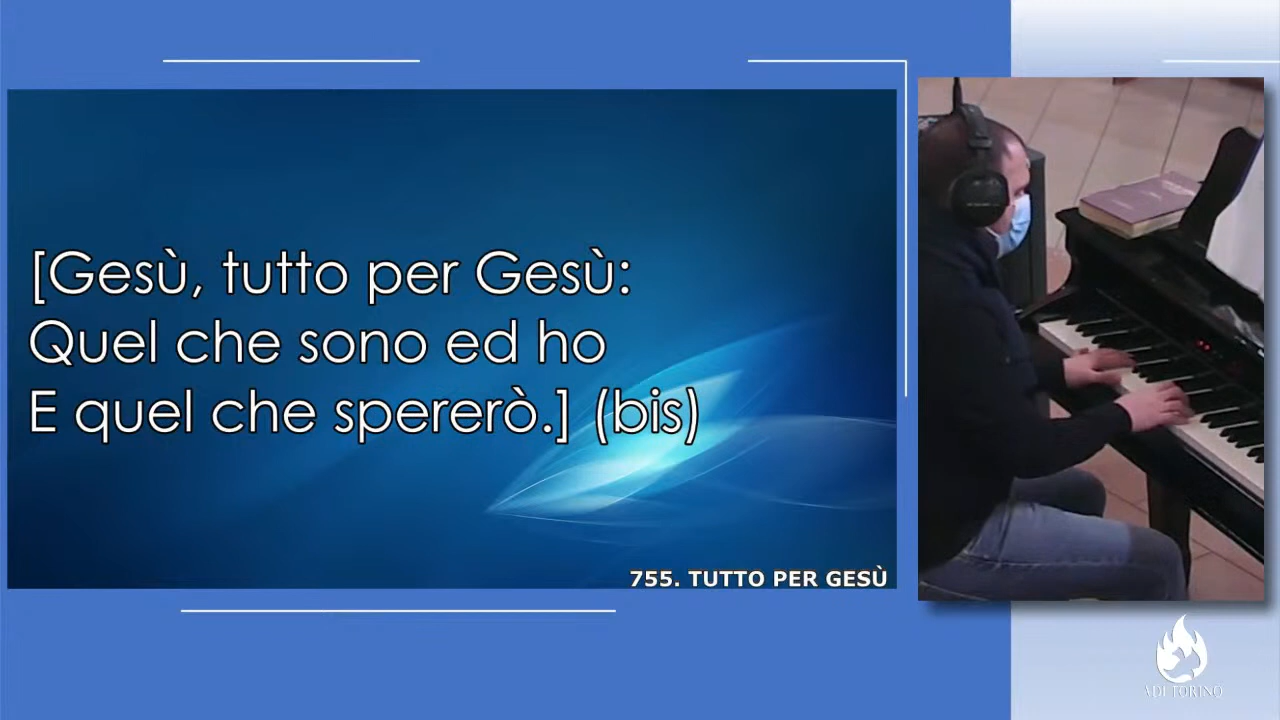 [Gesù, tutto per Gesù:
Quel che sono ed ho
E quel che spererò.] (bis)
755. TUTTO PER GESÙ
ADI TORINO